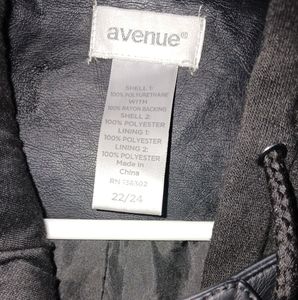 avenue®
SHELL 1:
100% POLYURETHANE
WITH
100% RAYON BACKING
SHELL 2:
100% POLYESTER
LINING 1:
100% POLYESTER
LINING 2:
100% POLYESTER
Made in
China
RN
22/24